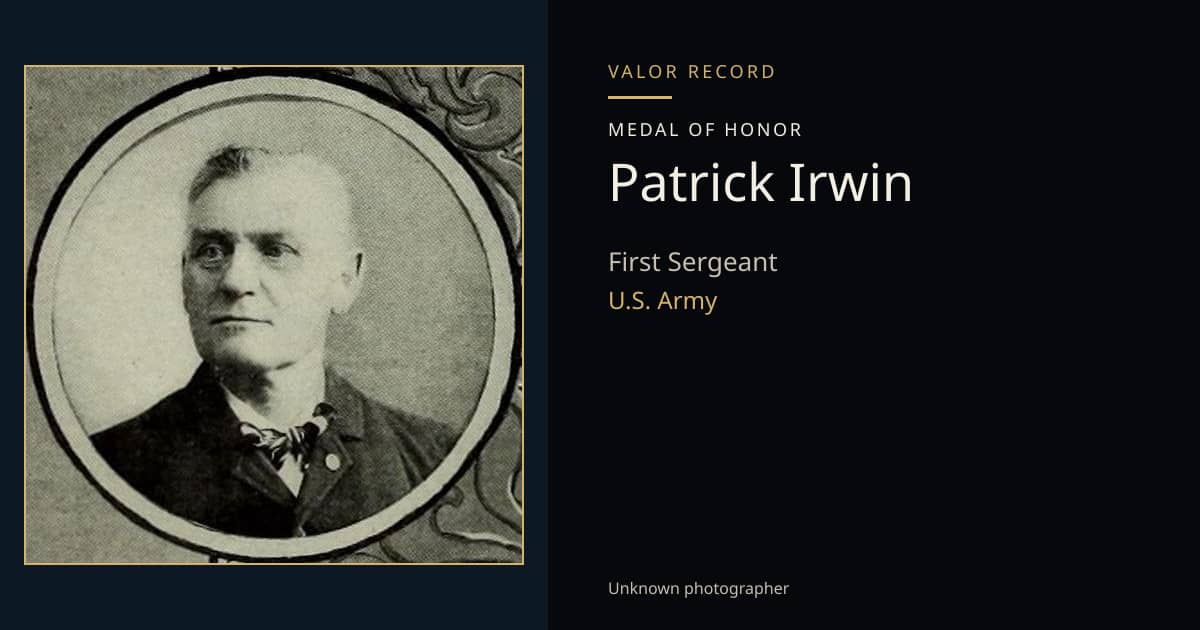 VALOR RECORD
MEDAL OF HONOR
Patrick Irwin
First Sergeant
U.S. Army
Unknown photographer